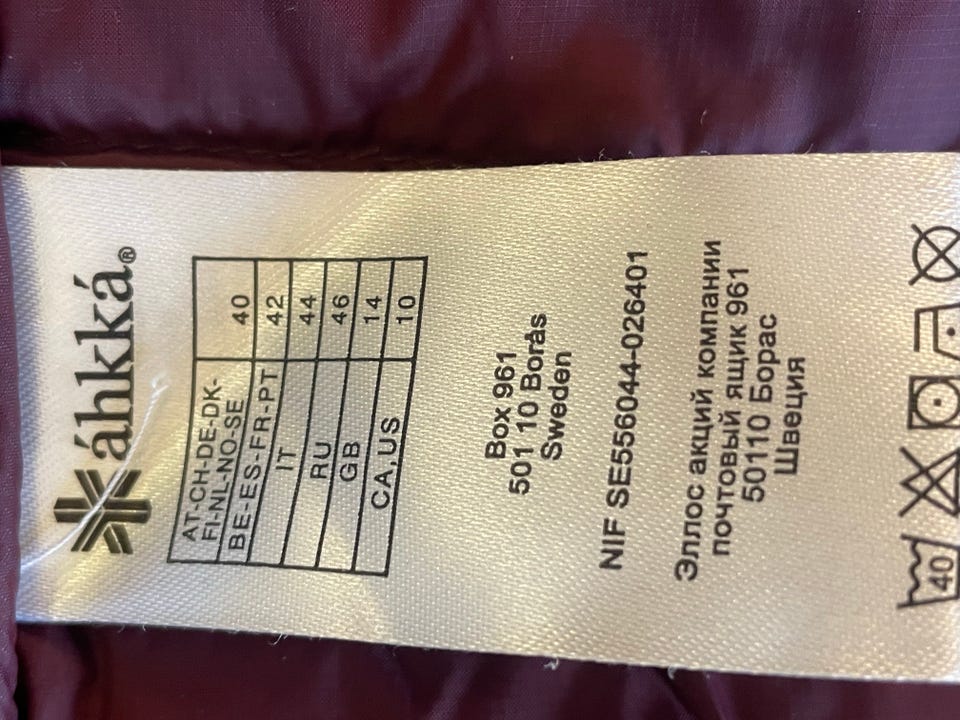 áhkká®
AT-CH-DE-DK-
FI-NL-NO-SE 40
BE-ES-FR-PT 42
IT 44
RU 46
GB 14
CA,US 10
Box 961
501 10 Borås
Sweden
NIF SE556044-026401
Эллос акций компании
почтовый ящик 961
50110 Борас
Швеция
40